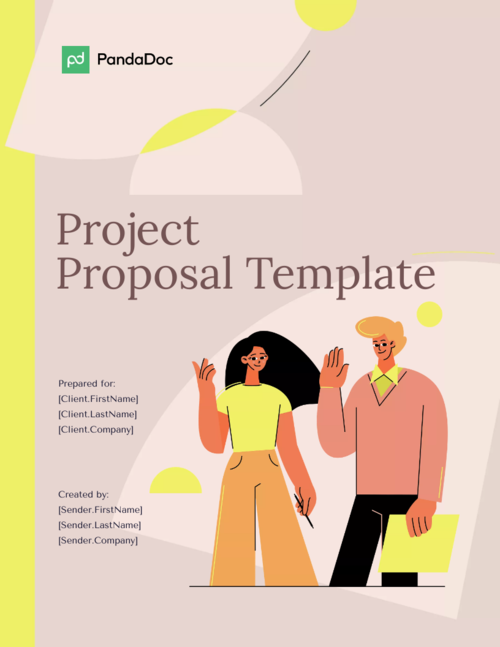 pd PandaDoc
Project
Proposal Template
Prepared for:
[Client.FirstName]
[Client.LastName]
[Client.Company]
Created by:
[Sender.FirstName]
[Sender.LastName]
[Sender.Company]